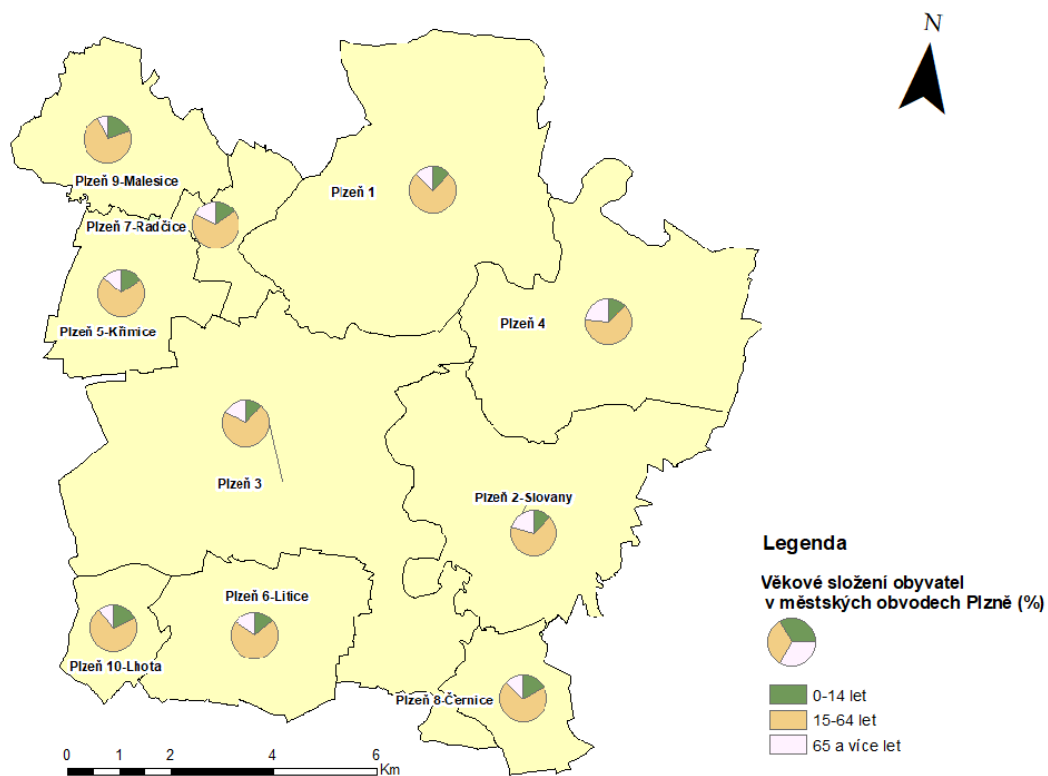 N
Plzeň 9-Malesice
Plzeň 1
Plzeň 7-Radčice
Plzeň 5-Křimice
Plzeň 4
Plzeň 3
Plzeň 2-Slovany
Plzeň 6-Litice
Plzeň 10-Lhota
Plzeň 8-Černice
Legenda
Věkové složení obyvatel
v městských obvodech Plzně (%)
0-14 let
15-64 let
65 a více let
0 1 2 4 6
Km